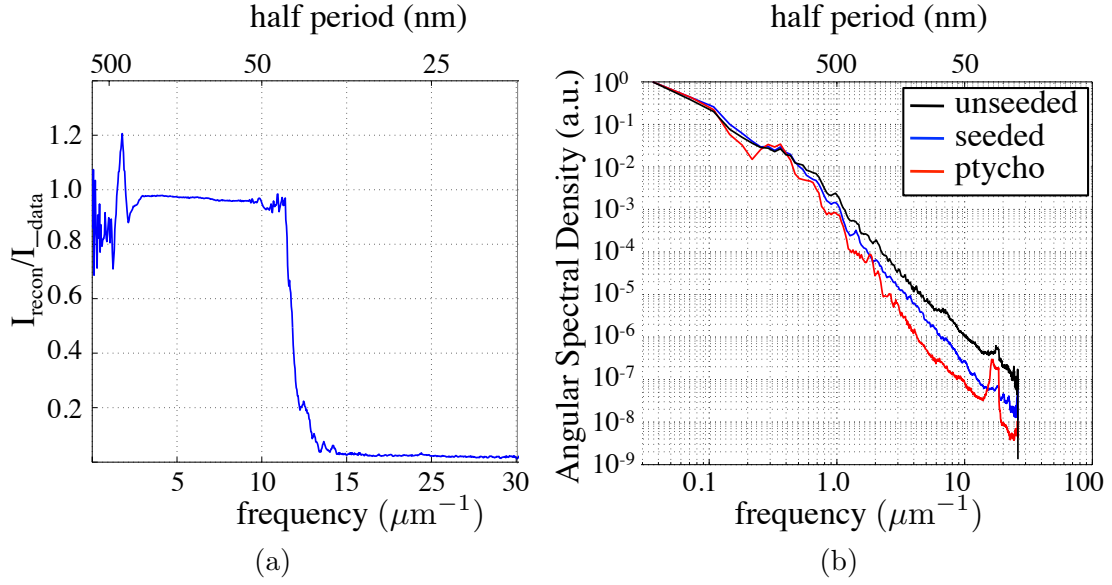 half period (nm)
500 50 25
1.2
1.0
0.8
0.6
0.4
0.2
I_recon/I_data
5 10 15 25 30
frequency (μm⁻¹)
(a)
half period (nm)
500 50
10⁰
10⁻¹
10⁻²
10⁻³
10⁻⁴
10⁻⁵
10⁻⁶
10⁻⁷
10⁻⁸
10⁻⁹
Angular Spectral Density (a.u.)
unseeded
seeded
ptycho
0.1 1.0 10 100
frequency (μm⁻¹)
(b)